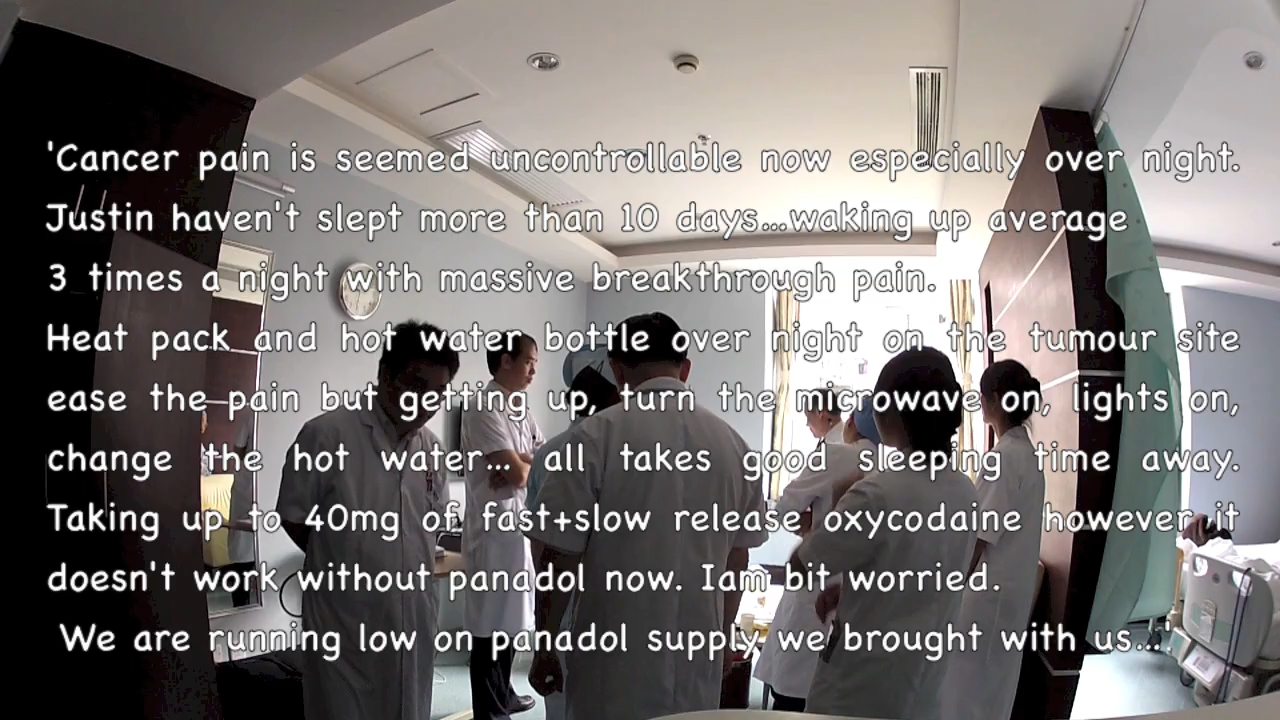 'Cancer pain is seemed uncontrollable now especially over night.
Justin haven't slept more than 10 days...waking up average
3 times a night with massive breakthrough pain.
Heat pack and hot water bottle over night on the tumour site
ease the pain but getting up, turn the microwave on, lights on,
change the hot water... all takes good sleeping time away.
Taking up to 40mg of fast+slow release oxycodaine however it
doesn't work without panadol now. Iam bit worried.
We are running low on panadol supply we brought with us...'